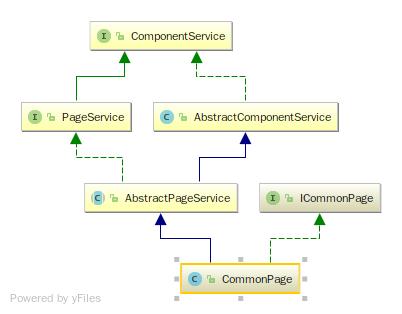 I ComponentService
I PageService
C AbstractComponentService
C AbstractPageService
I ICommonPage
C CommonPage
Powered by yFiles